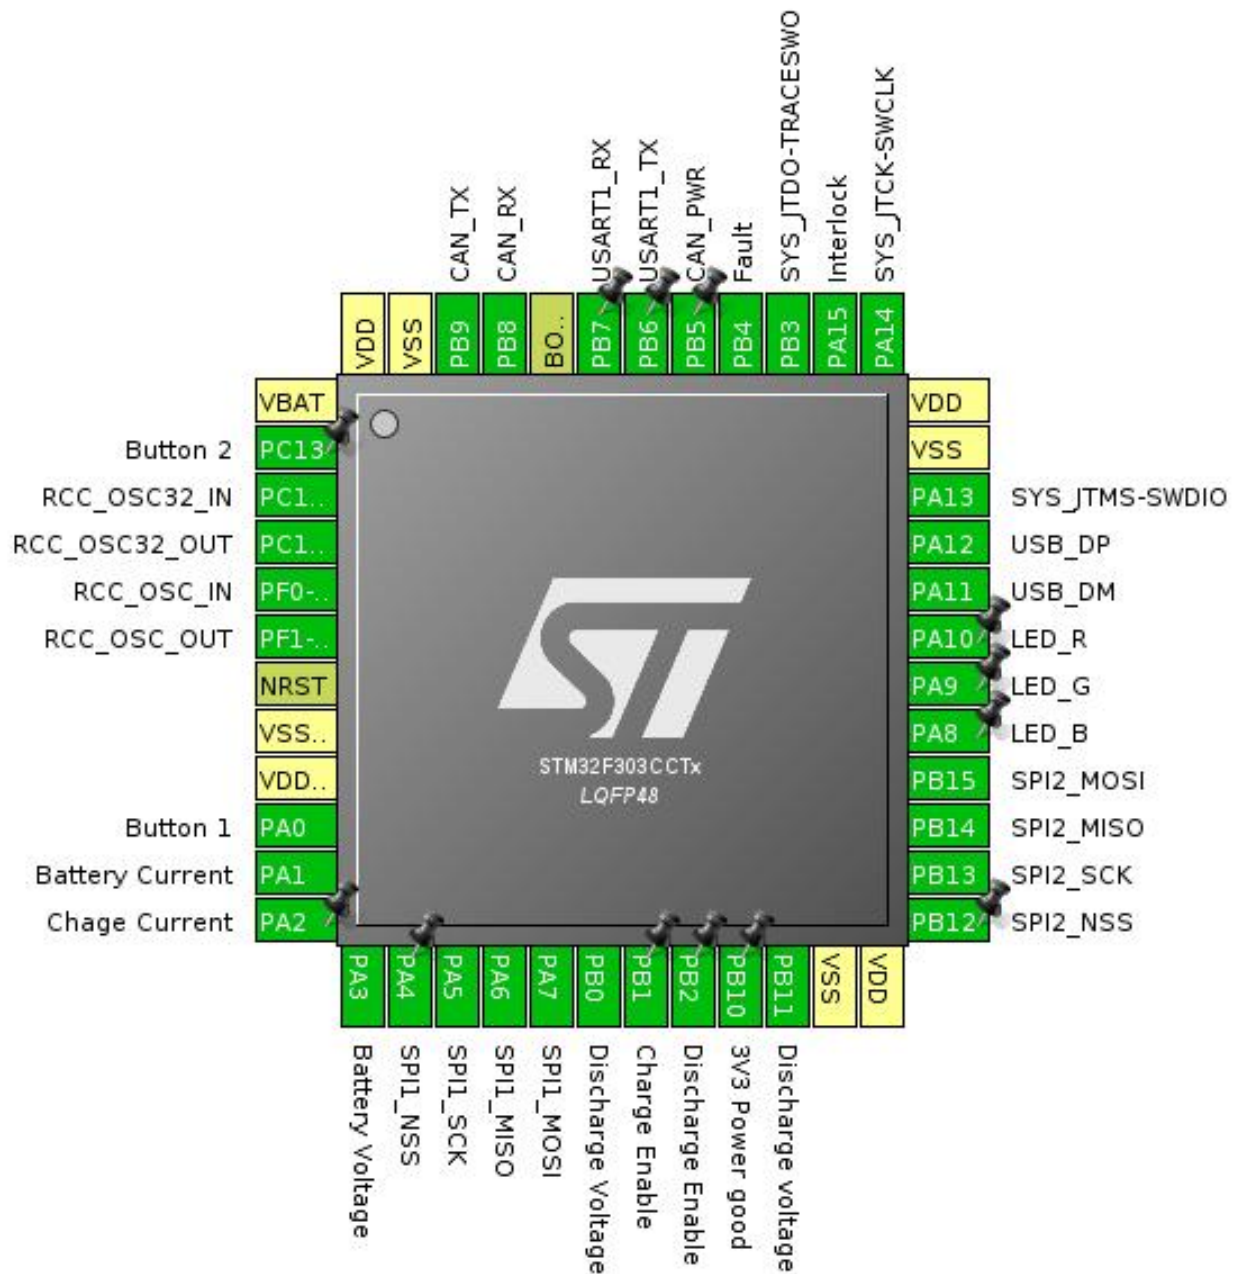 CAN_TX
CAN_RX
USART1_RX
USART1_TX
CAN_PWR
Fault
SYS_JTDO-TRACESWO
Interlock
SYS_JTCK-SWCLK
VDD
VSS
PB9
PB8
BO..
PB7
PB6
PB5
PB4
PB3
PA15
PA14
VBAT
Button 2 PC13
RCC_OSC32_IN PC1..
RCC_OSC32_OUT PC1..
RCC_OSC_IN PF0-..
RCC_OSC_OUT PF1-..
NRST
VSS..
VDD..
Button 1 PA0
Battery Current PA1
Chage Current PA2
ST
STM32F303CCTx
LQFP48
VDD
VSS
PA13 SYS_JTMS-SWDIO
PA12 USB_DP
PA11 USB_DM
PA10 LED_R
PA9 LED_G
PA8 LED_B
PB15 SPI2_MOSI
PB14 SPI2_MISO
PB13 SPI2_SCK
PB12 SPI2_NSS
PA3
PA4
PA5
PA6
PA7
PB0
PB1
PB2
PB10
PB11
VSS
VDD
Battery Voltage
SPI1_NSS
SPI1_SCK
SPI1_MISO
SPI1_MOSI
Discharge Voltage
Charge Enable
Discharge Enable
3V3 Power good
Discharge voltage